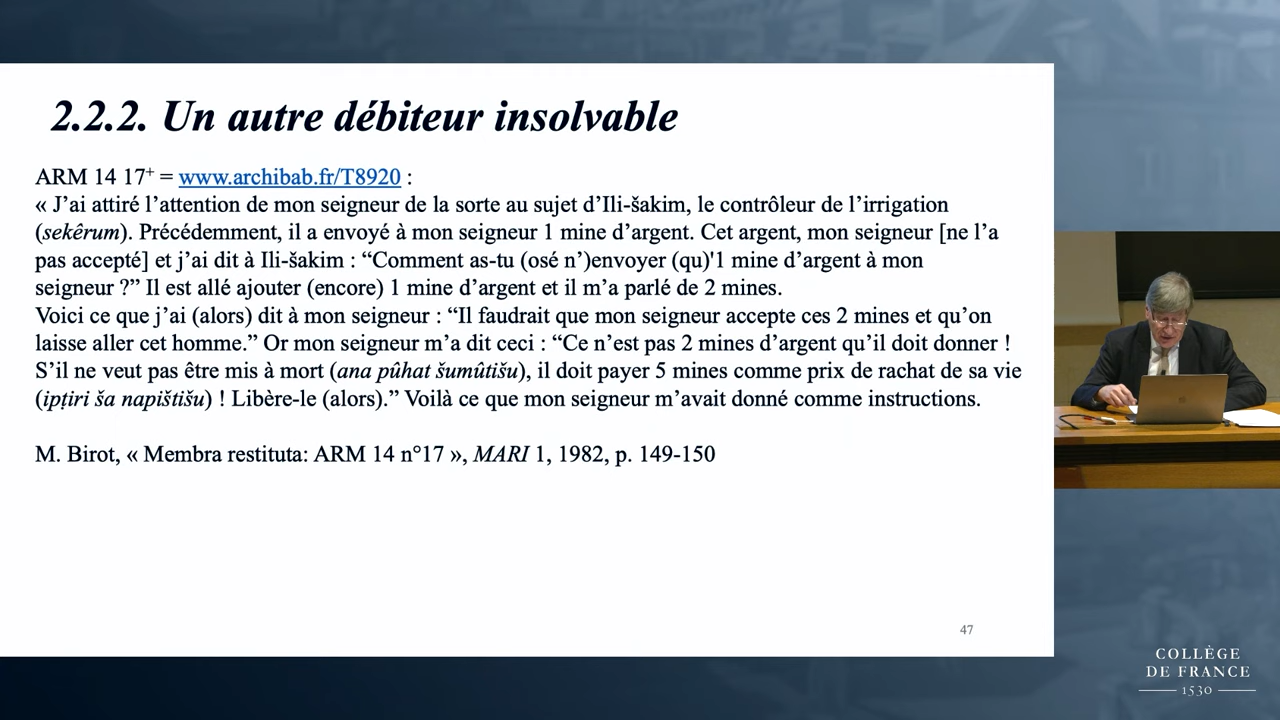 2.2.2. Un autre débiteur insolvable
ARM 14 17+ = www.archibab.fr/T8920 :
« J’ai attiré l’attention de mon seigneur de la sorte au sujet d’Ili-šakim, le contrôleur de l’irrigation
(sekêrum). Précédemment, il a envoyé à mon seigneur 1 mine d’argent. Cet argent, mon seigneur [ne l’a
pas accepté] et j’ai dit à Ili-šakim : “Comment as-tu (osé n’)envoyer (qu)'1 mine d’argent à mon
seigneur ?” Il est allé ajouter (encore) 1 mine d’argent et il m’a parlé de 2 mines.
Voici ce que j’ai (alors) dit à mon seigneur : “Il faudrait que mon seigneur accepte ces 2 mines et qu’on
laisse aller cet homme.” Or mon seigneur m’a dit ceci : “Ce n’est pas 2 mines d’argent qu’il doit donner !
S’il ne veut pas être mis à mort (ana pûhat šumûtišu), il doit payer 5 mines comme prix de rachat de sa vie
(ipṭiri ša napištišu) ! Libère-le (alors).” Voilà ce que mon seigneur m’avait donné comme instructions.
M. Birot, « Membra restituta: ARM 14 n°17 », MARI 1, 1982, p. 149-150
47
COLLÈGE
DE FRANCE
1530